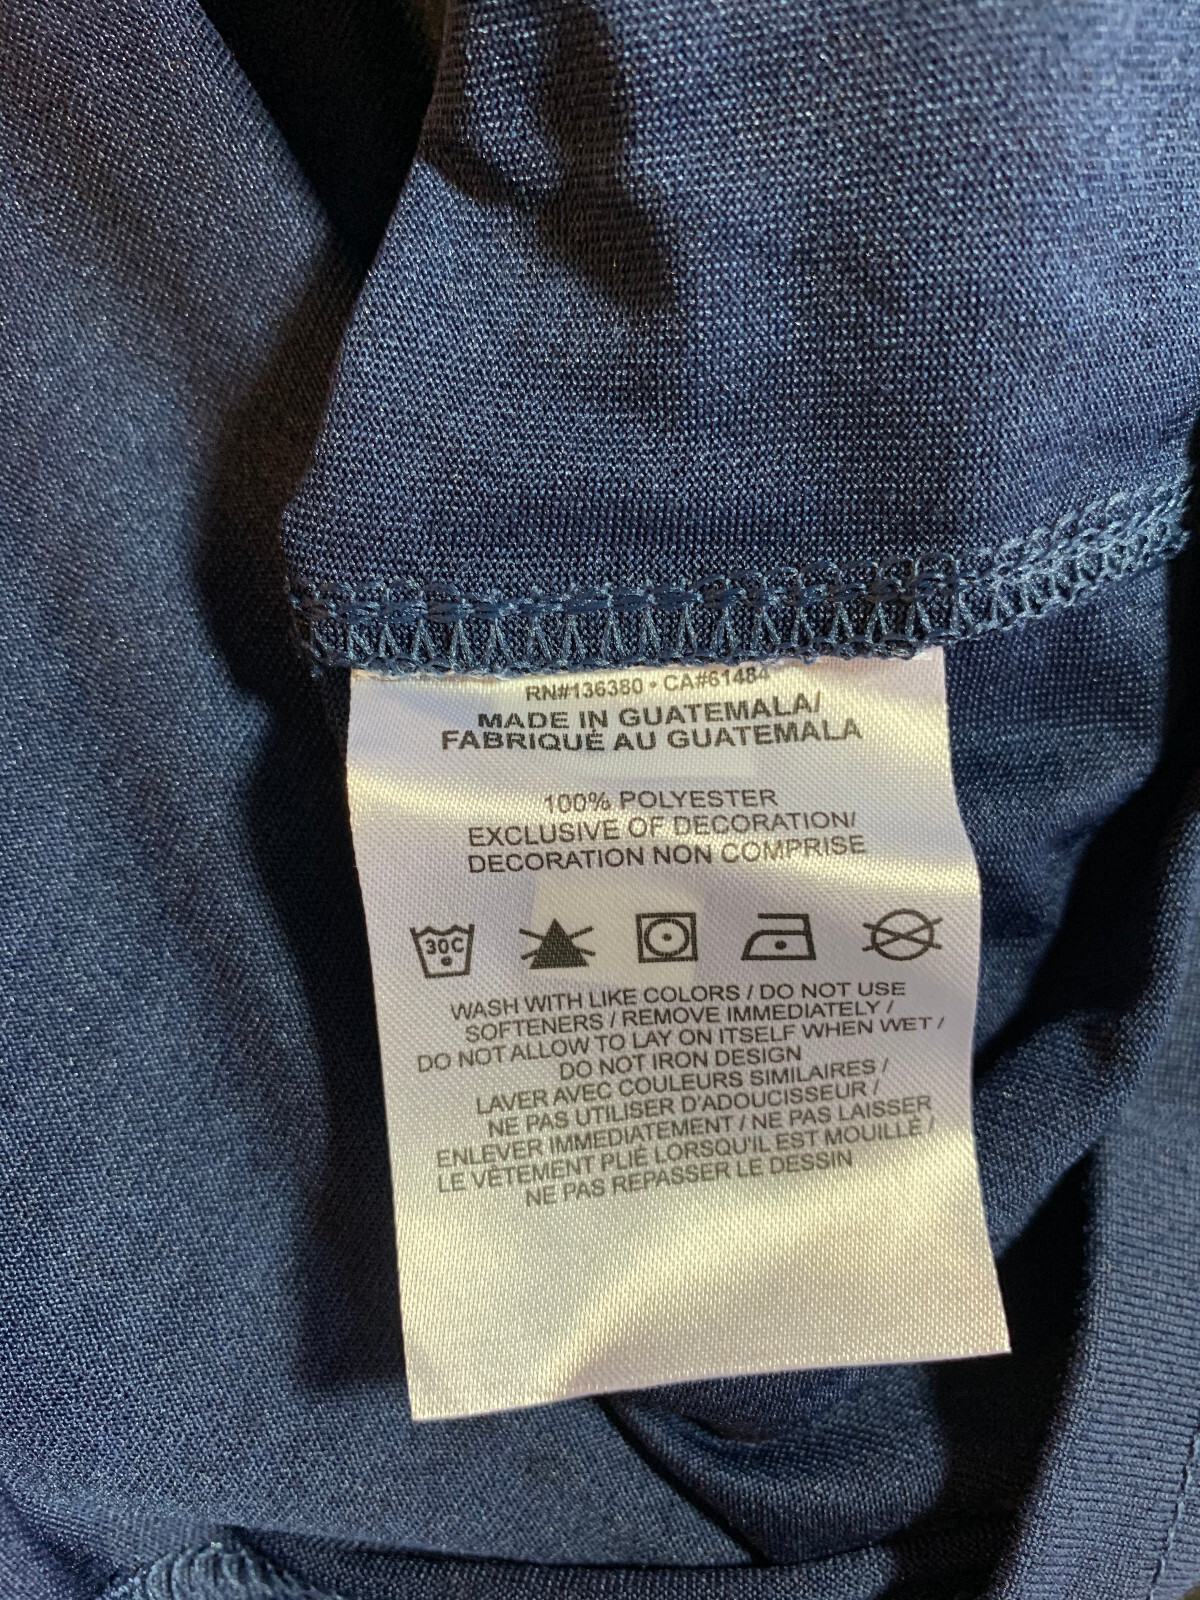 RN#136380 • CA#61484
MADE IN GUATEMALA/
FABRIQUÉ AU GUATEMALA
100% POLYESTER
EXCLUSIVE OF DECORATION/
DECORATION NON COMPRISE
30C
WASH WITH LIKE COLORS / DO NOT USE
SOFTENERS / REMOVE IMMEDIATELY /
DO NOT ALLOW TO LAY ON ITSELF WHEN WET /
DO NOT IRON DESIGN
LAVER AVEC COULEURS SIMILAIRES /
NE PAS UTILISER D'ADOUCISSEUR /
ENLEVER IMMEDIATEMENT / NE PAS LAISSER
LE VÊTEMENT PLIÉ LORSQU'IL EST MOUILLÉ /
NE PAS REPASSER LE DESSIN